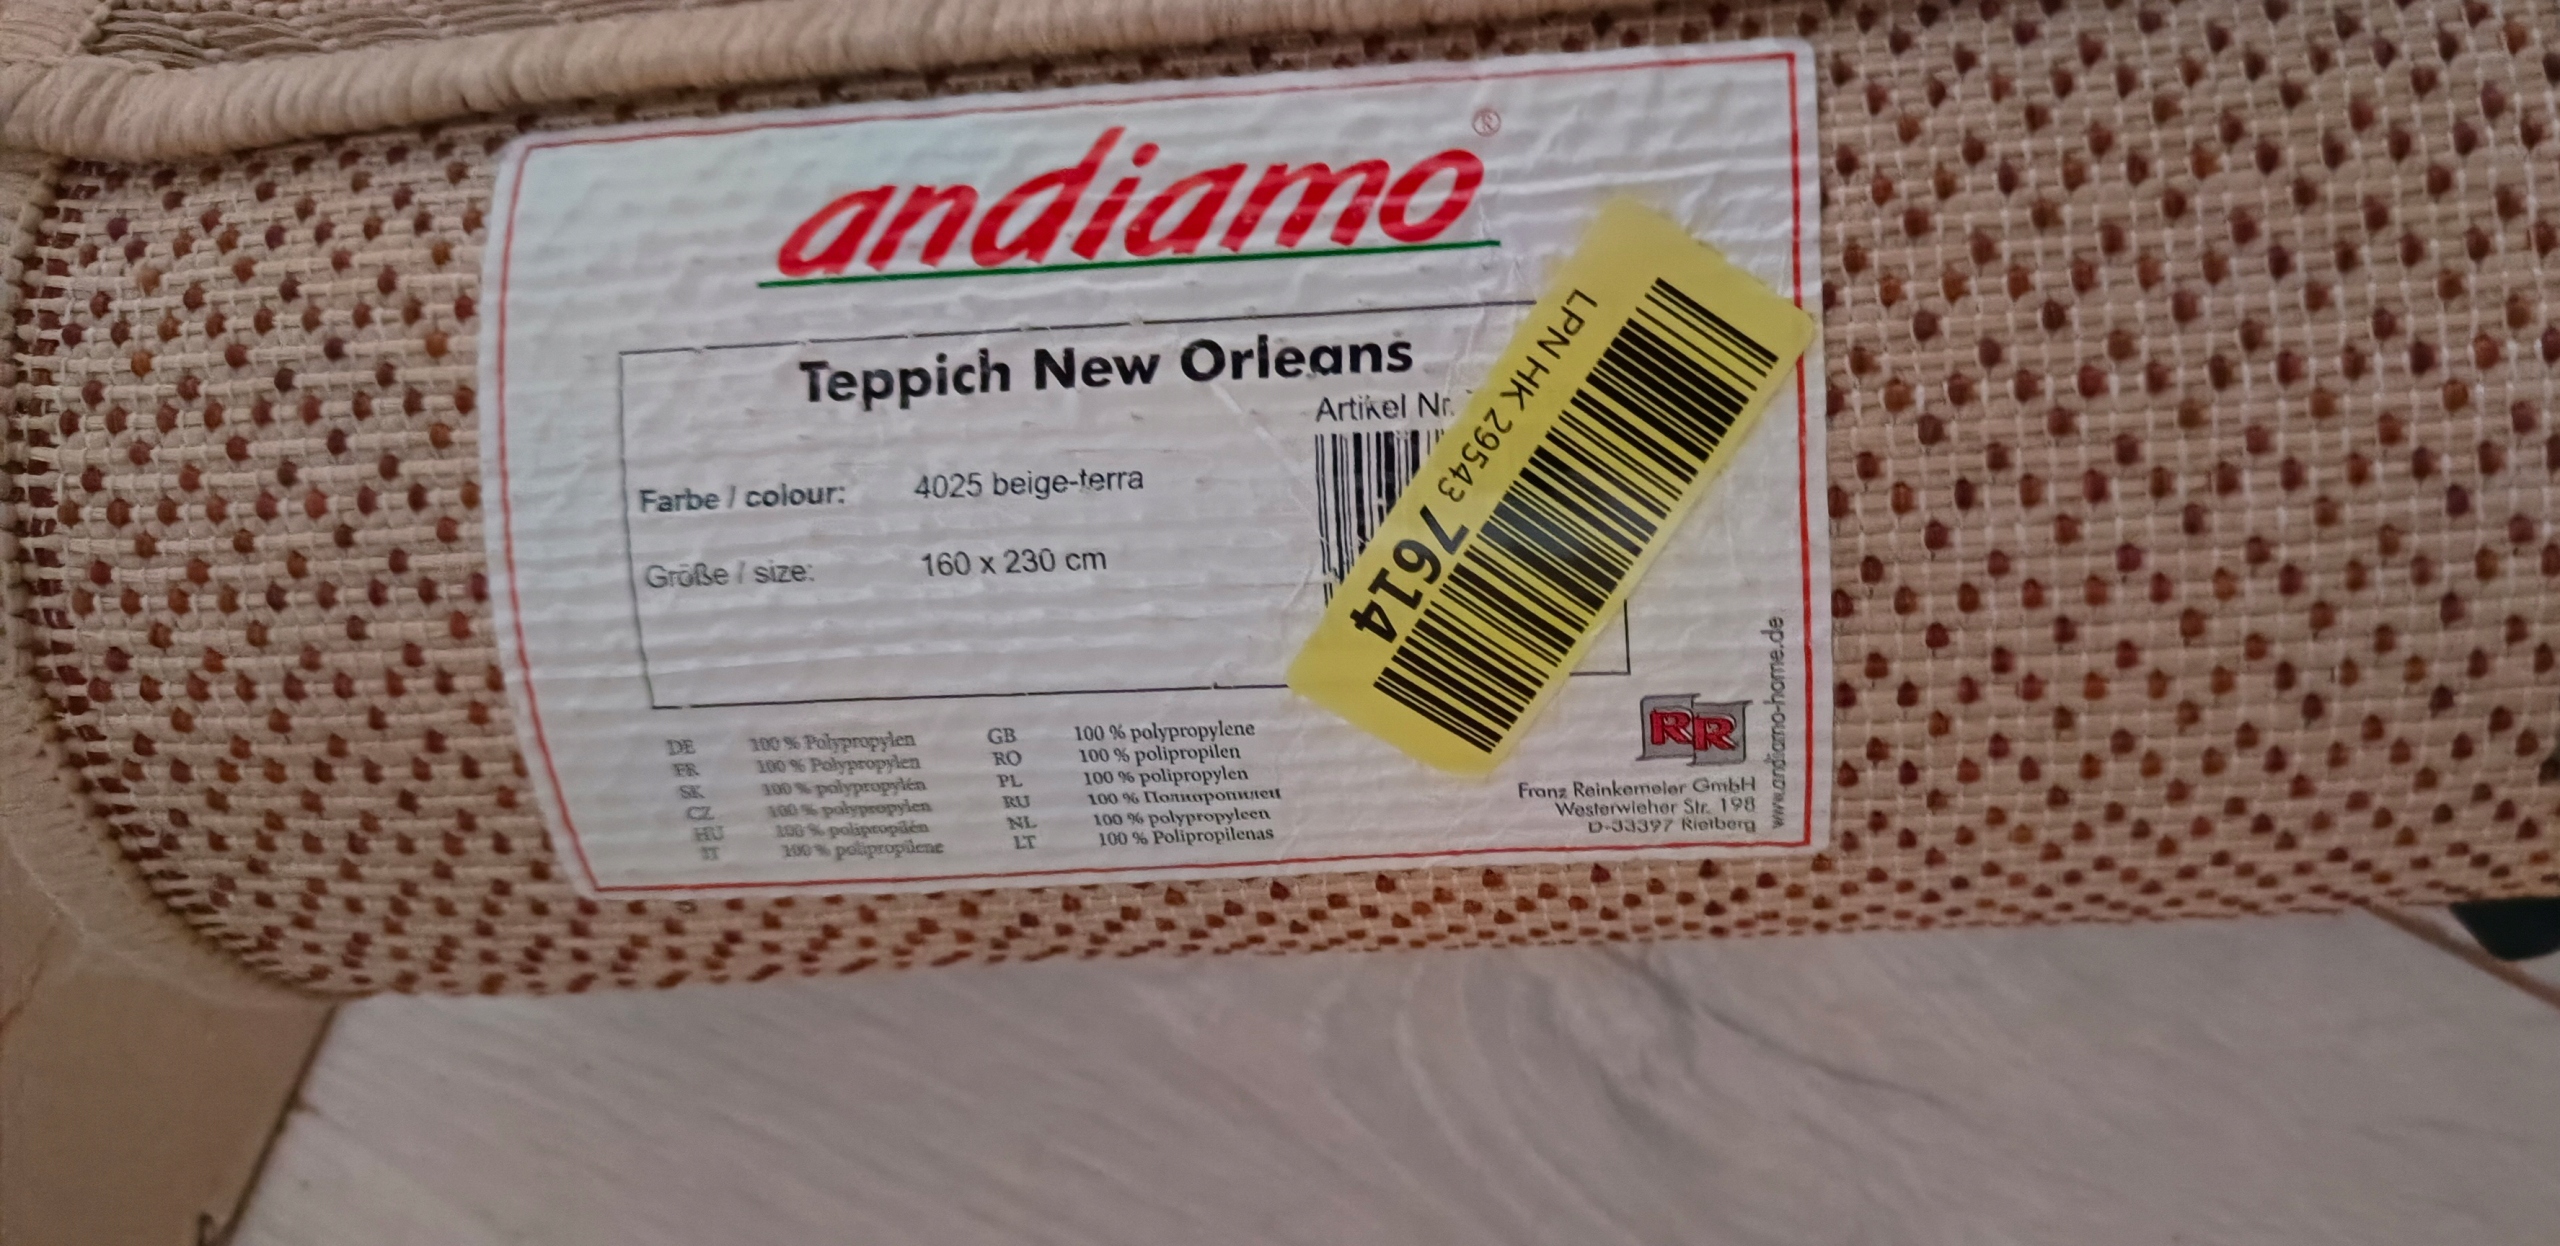 andiamo®
Teppich New Orleans
Artikel Nr.
Farbe / colour: 4025 beige-terra
Größe / size: 160 x 230 cm
LPNHK 29543 7614
DE 100 % Polypropylen GB 100 % polypropylene
FR 100 % Polypropylen RO 100 % polipropilen
SK 100 % polypropylén PL 100 % polipropylen
CZ 100 % polypropylen RU 100 % Полипропилен
HU 100 % polipropilén NL 100 % polypropyleen
IT 100 % polipropilene LT 100 % Polipropilenas
RR
Franz Reinkemeier GmbH
Westerwieher Str. 198
D-33397 Rietberg
www.andiamo-home.de